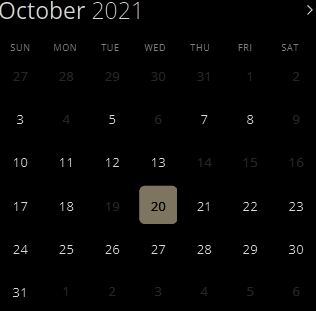 October 2021
SUN MON TUE WED THU FRI SAT
27 28 29 30 31 1 2
3 4 5 6 7 8 9
10 11 12 13 14 15 16
17 18 19 20 21 22 23
24 25 26 27 28 29 30
31 1 2 3 4 5 6